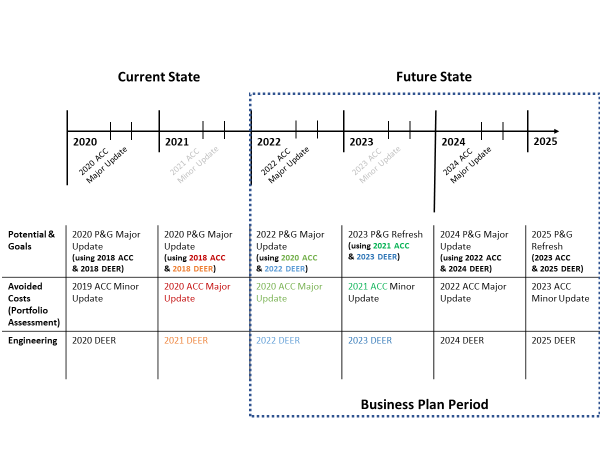 Current State
Future State
2020
2021
2022
2023
2024
2025
2020 ACC
Major Update
2021 ACC
Minor Update
2022 ACC
Major Update
2023 ACC
Minor Update
2024 ACC
Major Update
Potential &
Goals
2020 P&G Major
Update
(using 2018 ACC
& 2018 DEER)
2020 P&G Major
Update
(using 2018 ACC
& 2018 DEER)
2022 P&G Major
Update
(using 2020 ACC
& 2022 DEER)
2023 P&G Refresh
(using 2021 ACC
& 2023 DEER)
2024 P&G Major
Update
(using 2022 ACC
& 2024 DEER)
2025 P&G
Refresh
(2023 ACC
& 2025 DEER)
Avoided
Costs
(Portfolio
Assessment)
2019 ACC Minor
Update
2020 ACC Major
Update
2020 ACC Major
Update
2021 ACC Minor
Update
2022 ACC Major
Update
2023 ACC
Minor Update
Engineering
2020 DEER
2021 DEER
2022 DEER
2023 DEER
2024 DEER
2025 DEER
Business Plan Period